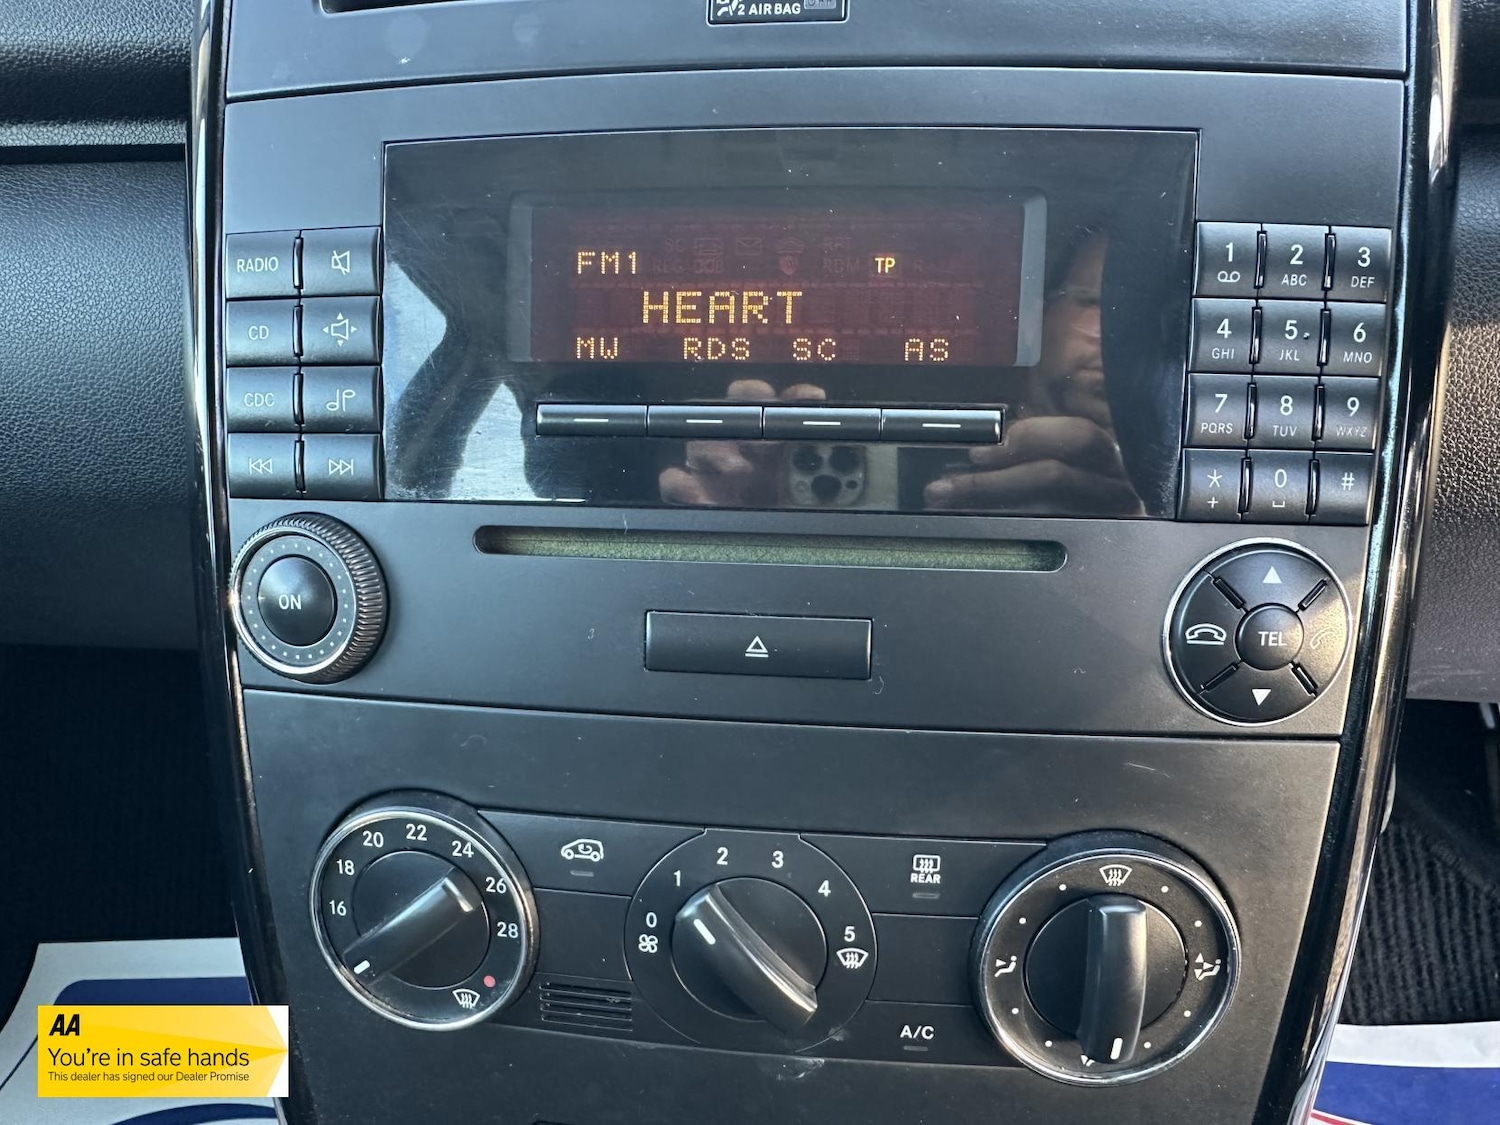 2 AIR BAG OFF
RADIO
CD
CDC
ON
FM1 TP
HEART
MW RDS SC AS
1
2 ABC
3 DEF
4 GHI
5 JKL
6 MNO
7 PQRS
8 TUV
9 WXYZ
* +
0
#
TEL
16 18 20 22 24 26 28
0 1 2 3 4 5
REAR
A/C
AA
You're in safe hands
This dealer has signed our Dealer Promise